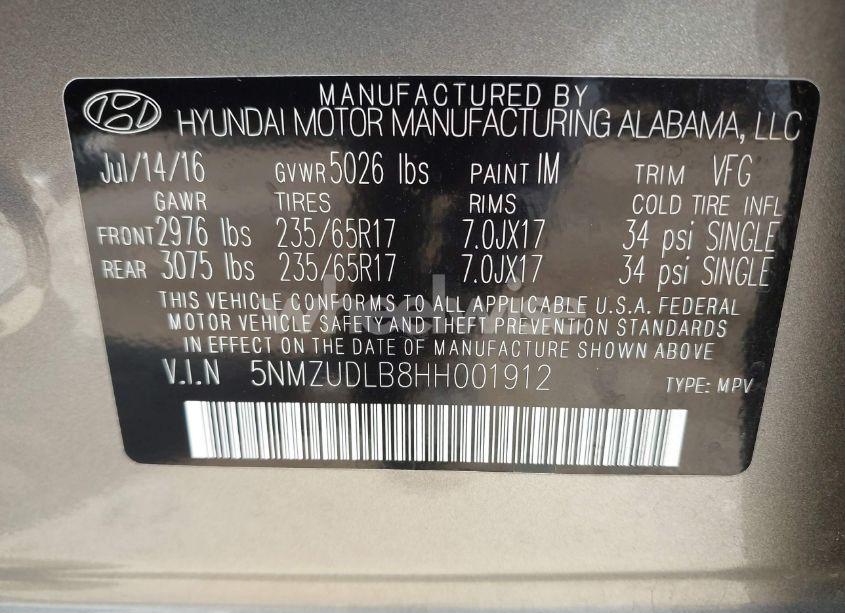 MANUFACTURED BY
HYUNDAI MOTOR MANUFACTURING ALABAMA, LLC
Jul/14/16 GVWR 5026 lbs PAINT IM TRIM VFG
GAWR TIRES RIMS COLD TIRE INFL
FRONT 2976 lbs 235/65R17 7.0JX17 34 psi SINGLE
REAR 3075 lbs 235/65R17 7.0JX17 34 psi SINGLE
THIS VEHICLE CONFORMS TO ALL APPLICABLE U.S.A. FEDERAL
MOTOR VEHICLE SAFETY AND THEFT PREVENTION STANDARDS
IN EFFECT ON THE DATE OF MANUFACTURE SHOWN ABOVE
V.I.N 5NMZUDLB8HH001912 TYPE: MPV